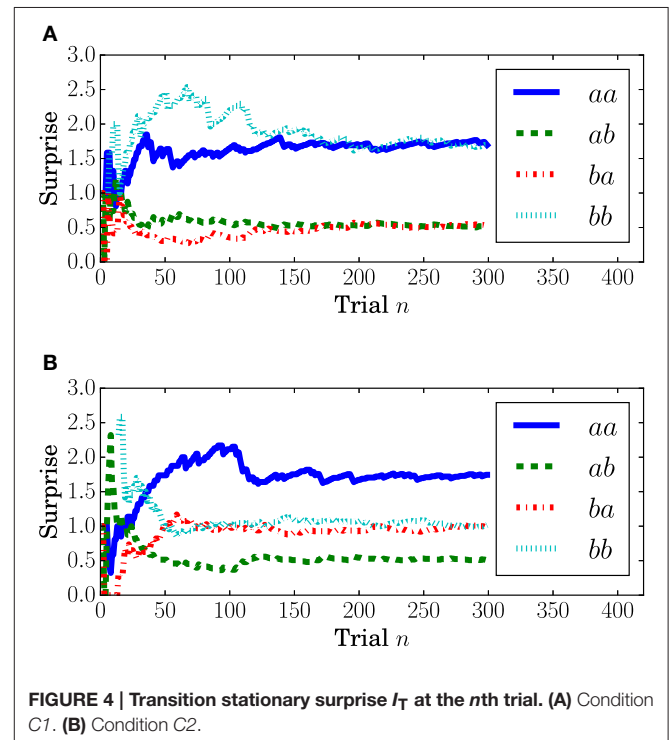 A
3.0
2.5
2.0
1.5
1.0
0.5
0.0
Surprise
0 50 100 150 200 250 300 350 400
Trial n
aa
ab
ba
bb
B
3.0
2.5
2.0
1.5
1.0
0.5
0.0
Surprise
0 50 100 150 200 250 300 350 400
Trial n
aa
ab
ba
bb
FIGURE 4 | Transition stationary surprise IT at the nth trial. (A) Condition
C1. (B) Condition C2.